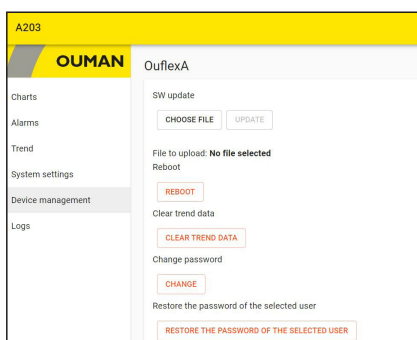 A203
OUMAN
Charts
Alarms
Trend
System settings
Device management
Logs
OuflexA
SW update
CHOOSE FILE UPDATE
File to upload: No file selected
Reboot
REBOOT
Clear trend data
CLEAR TREND DATA
Change password
CHANGE
Restore the password of the selected user
RESTORE THE PASSWORD OF THE SELECTED USER